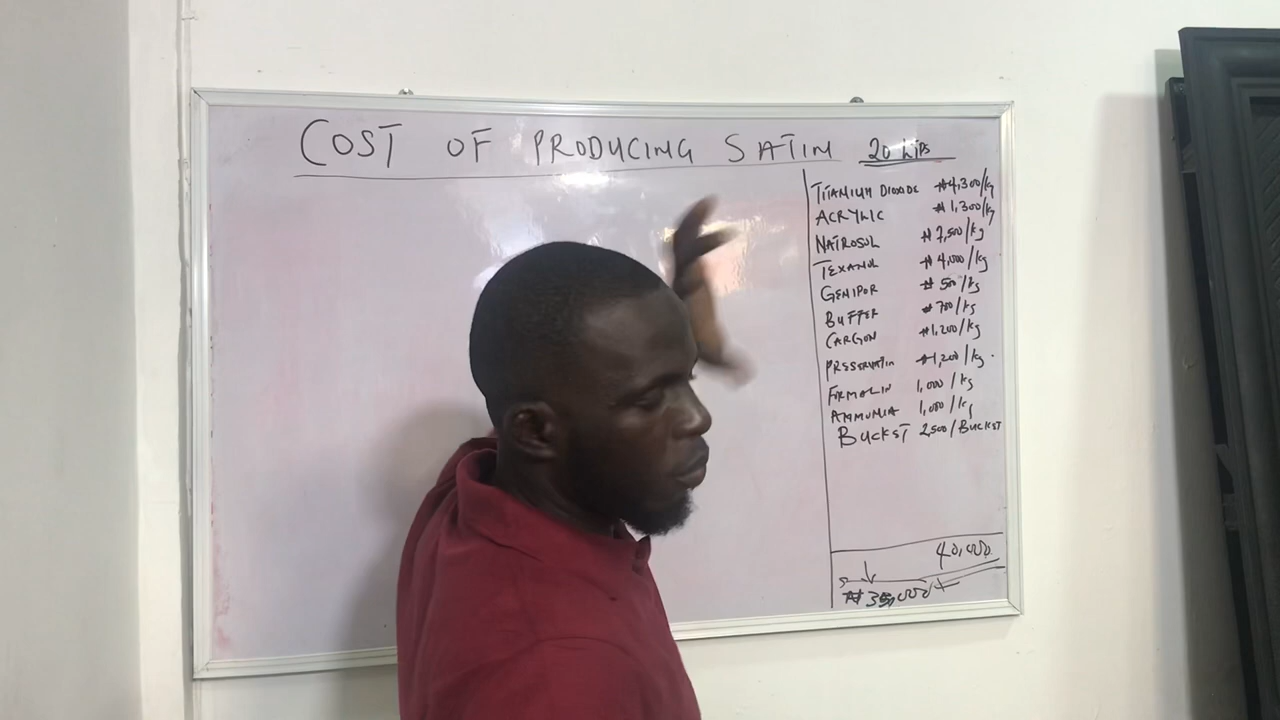 COST OF PRODUCING SATIN 20 Ltrs
TITANIUM DIOXIDE ₦4,300/kg
ACRYLIC ₦1,300/kg
NATROSOL ₦7,500/kg
TEXANOL ₦4,000/kg
GENIPOR ₦500/kg
BUFFER ₦700/kg
CARGON ₦1,200/kg
PRESERVATIN ₦1,200/kg.
FORMALIN 1,000/kg
AMMONIA 1,000/kg
BUCKET 2,500/BUCKET
40,000